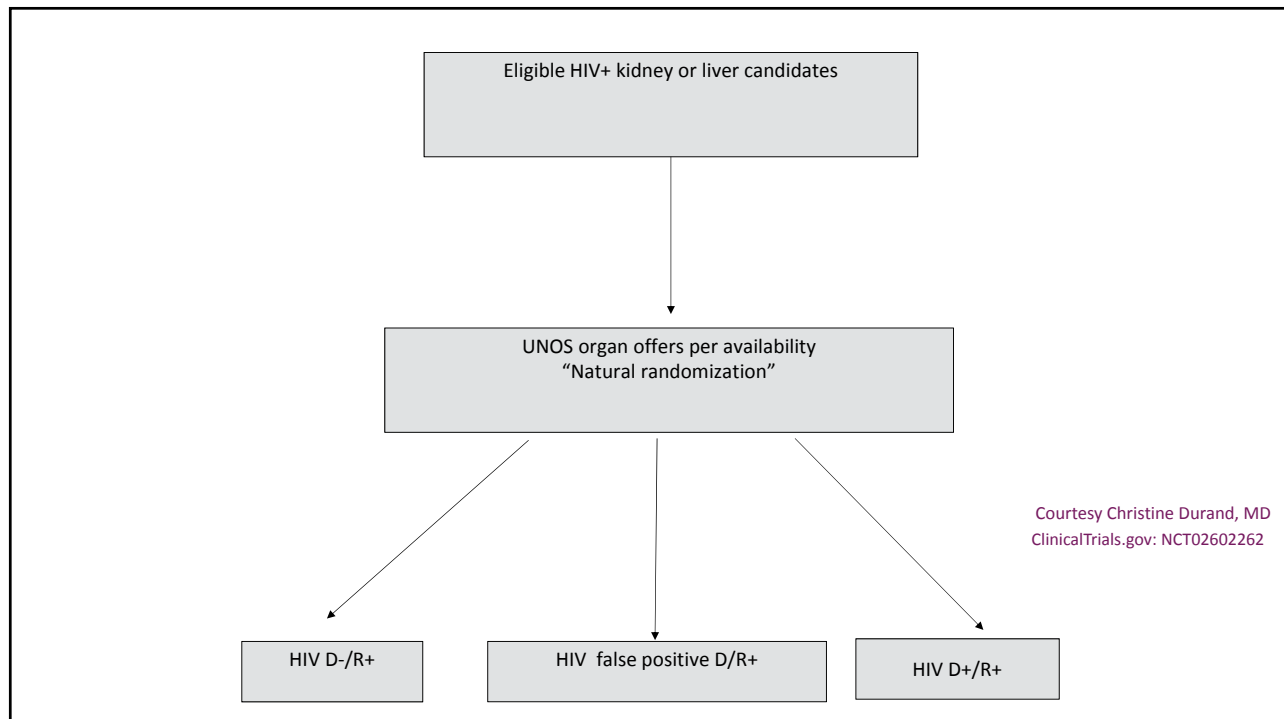 Eligible HIV+ kidney or liver candidates
UNOS organ offers per availability
“Natural randomization”
Courtesy Christine Durand, MD
ClinicalTrials.gov: NCT02602262
HIV D-/R+
HIV false positive D/R+
HIV D+/R+